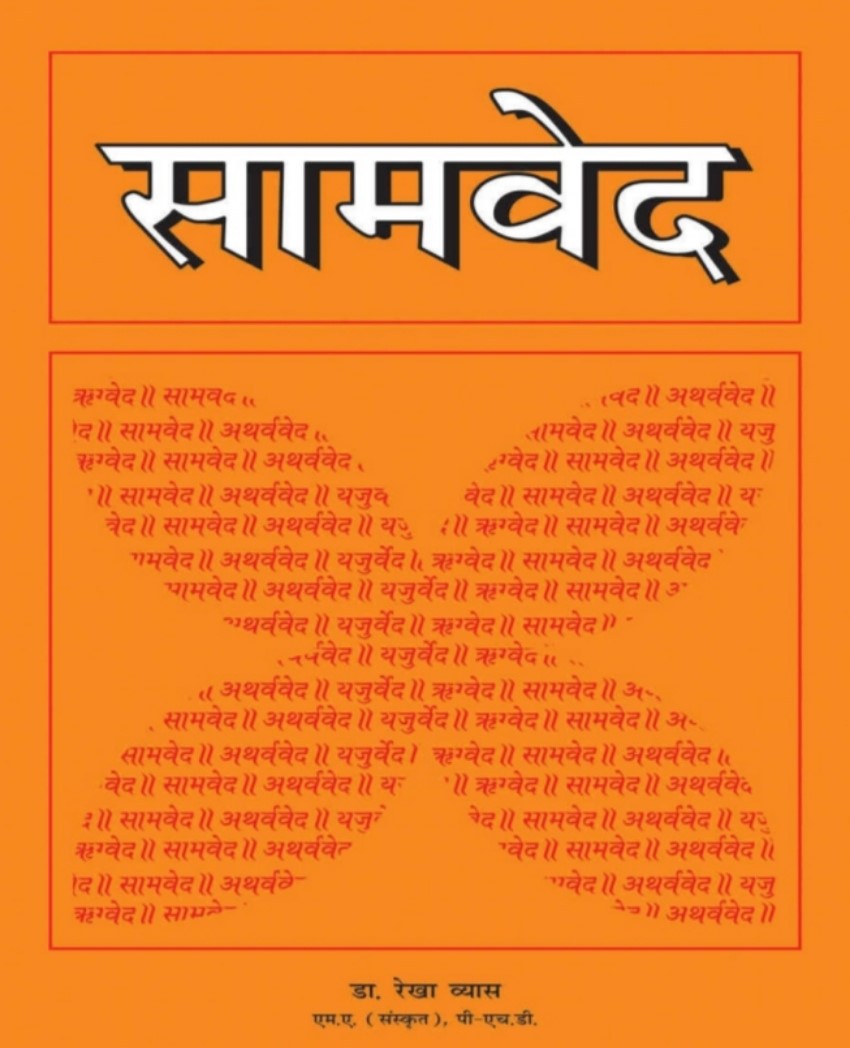 सामवेद
ऋग्वेद॥ सामवेद॥ अथर्ववेद॥
सामवेद॥ अथर्ववेद॥ अथर्ववेद॥ यजु
ऋग्वेद॥ सामवेद॥ अथर्ववेद ग्वेद॥ सामवेद॥ अथर्ववेद॥
॥ सामवेद॥ अथर्ववेद॥ वेद॥ सामवेद॥ अथर्ववेद॥
वेद॥ सामवेद॥ अथर्ववेद॥ ॥ ऋग्वेद॥ सामवेद॥
अथर्ववेद॥ यजुर्वेद॥ ऋग्वेद॥ सामवेद॥ अथर्ववेद
अथर्ववेद॥ यजुर्वेद॥ ऋग्वेद॥ सामवेद॥
यजुर्वेद॥ ऋग्वेद॥ सामवेद॥
यजुर्वेद॥ ऋग्वेद॥
अथर्ववेद॥ यजुर्वेद॥ ऋग्वेद॥ सामवेद॥
सामवेद॥ अथर्ववेद॥ यजुर्वेद॥ ऋग्वेद॥ सामवेद॥
सामवेद॥ अथर्ववेद॥ यजुर्वेद। ऋग्वेद॥ सामवेद॥ अथर्ववेद॥
वेद॥ सामवेद॥ अथर्ववेद॥ ॥ ऋग्वेद॥ सामवेद॥ अथर्ववेद
॥ सामवेद॥ अथर्ववेद॥ वेद॥ सामवेद॥ अथर्ववेद॥
ऋग्वेद॥ सामवेद॥ अथर्ववेद वेद॥ सामवेद॥ अथर्ववेद॥
सामवेद॥ अथर्ववेद॥ यजु
ऋग्वेद॥ अथर्ववेद॥
डा. रेखा व्यास
एम.ए. (संस्कृत), पी-एच.डी.